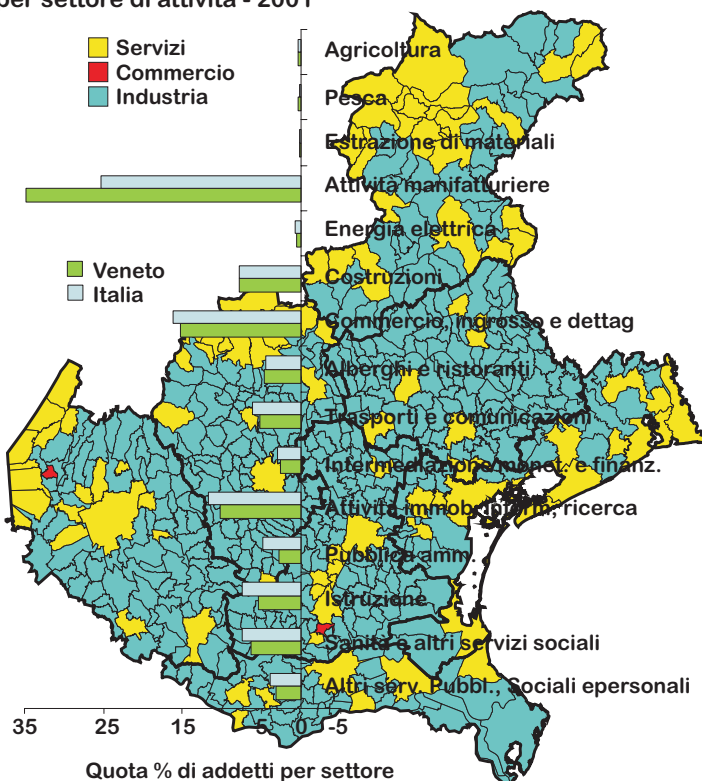 per settore di attività - 2001
Servizi
Commercio
Industria
Agricoltura
Pesca
Estrazione di materiali
Attività manifatturiere
Energia elettrica
Veneto
Italia
Costruzioni
Commercio, ingrosso e dettag
Alberghi e ristoranti
Trasporti e comunicazioni
Intermediazione monet. e finanz.
Attività immob, inform, ricerca
Pubblica amm.
Istruzione
Sanità e altri servizi sociali
Altri serv. Pubbl., Sociali epersonali
35 25 15 5 0 -5
Quota % di addetti per settore